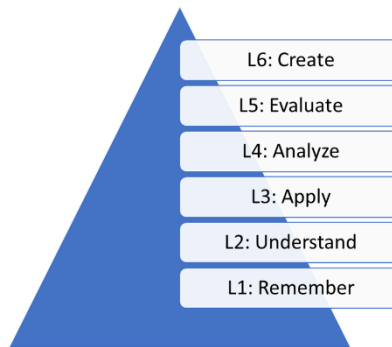 L6: Create
L5: Evaluate
L4: Analyze
L3: Apply
L2: Understand
L1: Remember